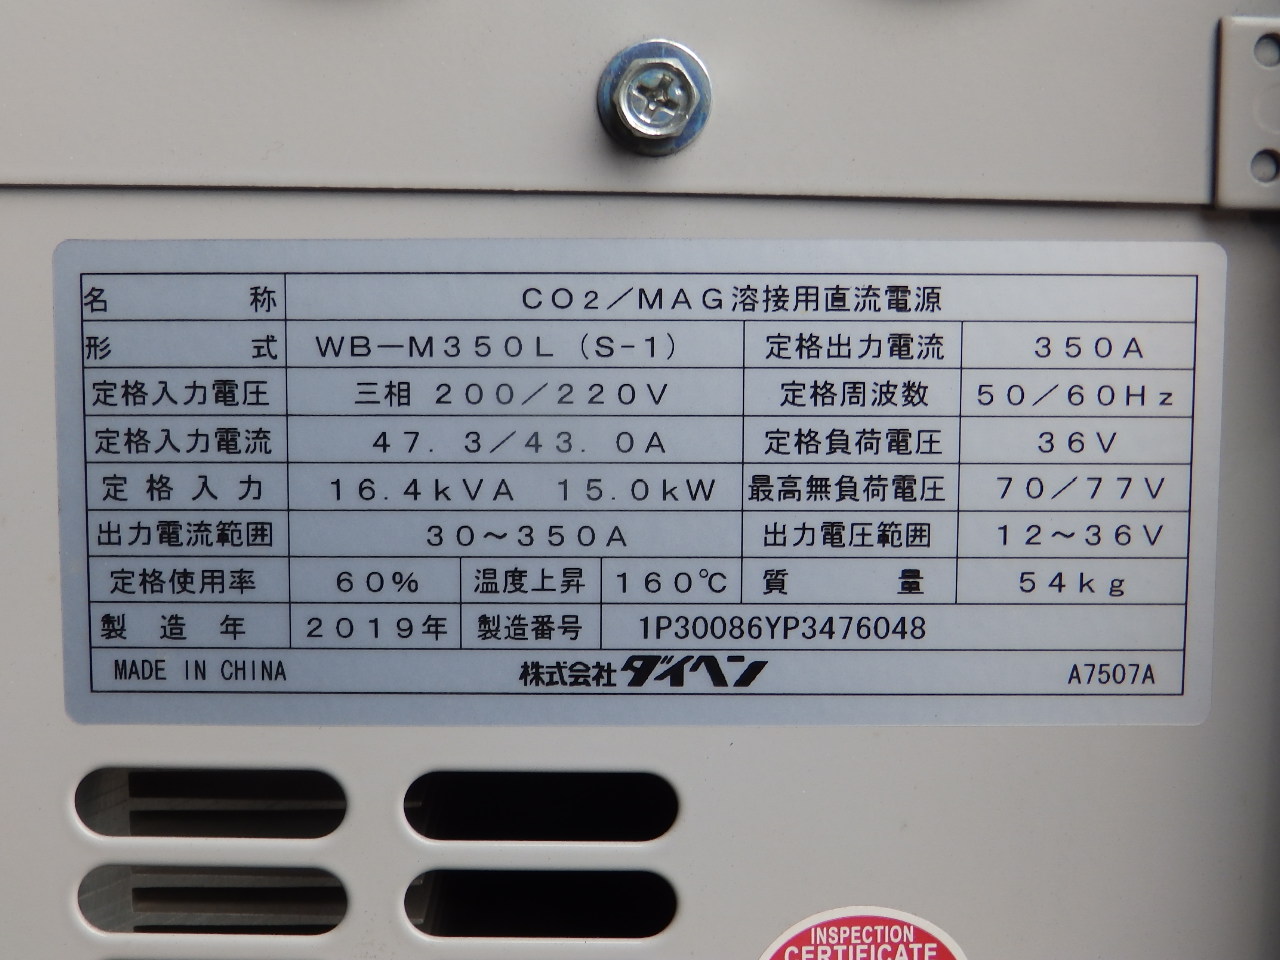 名称 CO2/MAG溶接用直流電源
形式 WB-M350L (S-1) 定格出力電流 350A
定格入力電圧 三相 200/220V 定格周波数 50/60Hz
定格入力電流 47.3/43.0A 定格負荷電圧 36V
定格入力 16.4kVA 15.0kW 最高無負荷電圧 70/77V
出力電流範囲 30~350A 出力電圧範囲 12~36V
定格使用率 60% 温度上昇 160℃ 質量 54kg
製造年 2019年 製造番号 1P30086YP3476048
MADE IN CHINA 株式会社ダイヘン A7507A
INSPECTION
CERTIFICATE